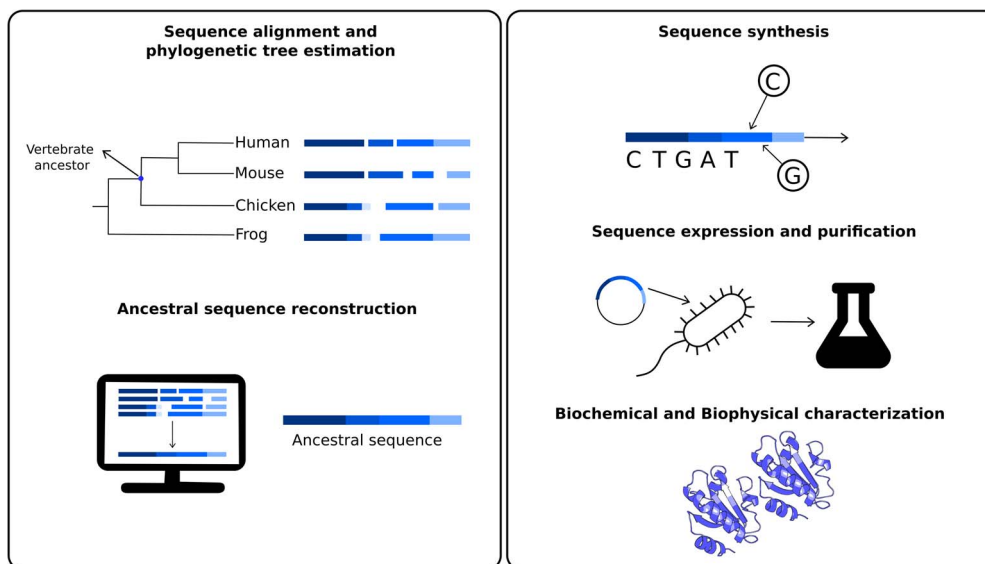 Sequence alignment and
phylogenetic tree estimation
Vertebrate
ancestor
Human
Mouse
Chicken
Frog
Ancestral sequence reconstruction
Ancestral sequence
Sequence synthesis
C
C T G A T
G
Sequence expression and purification
Biochemical and Biophysical characterization